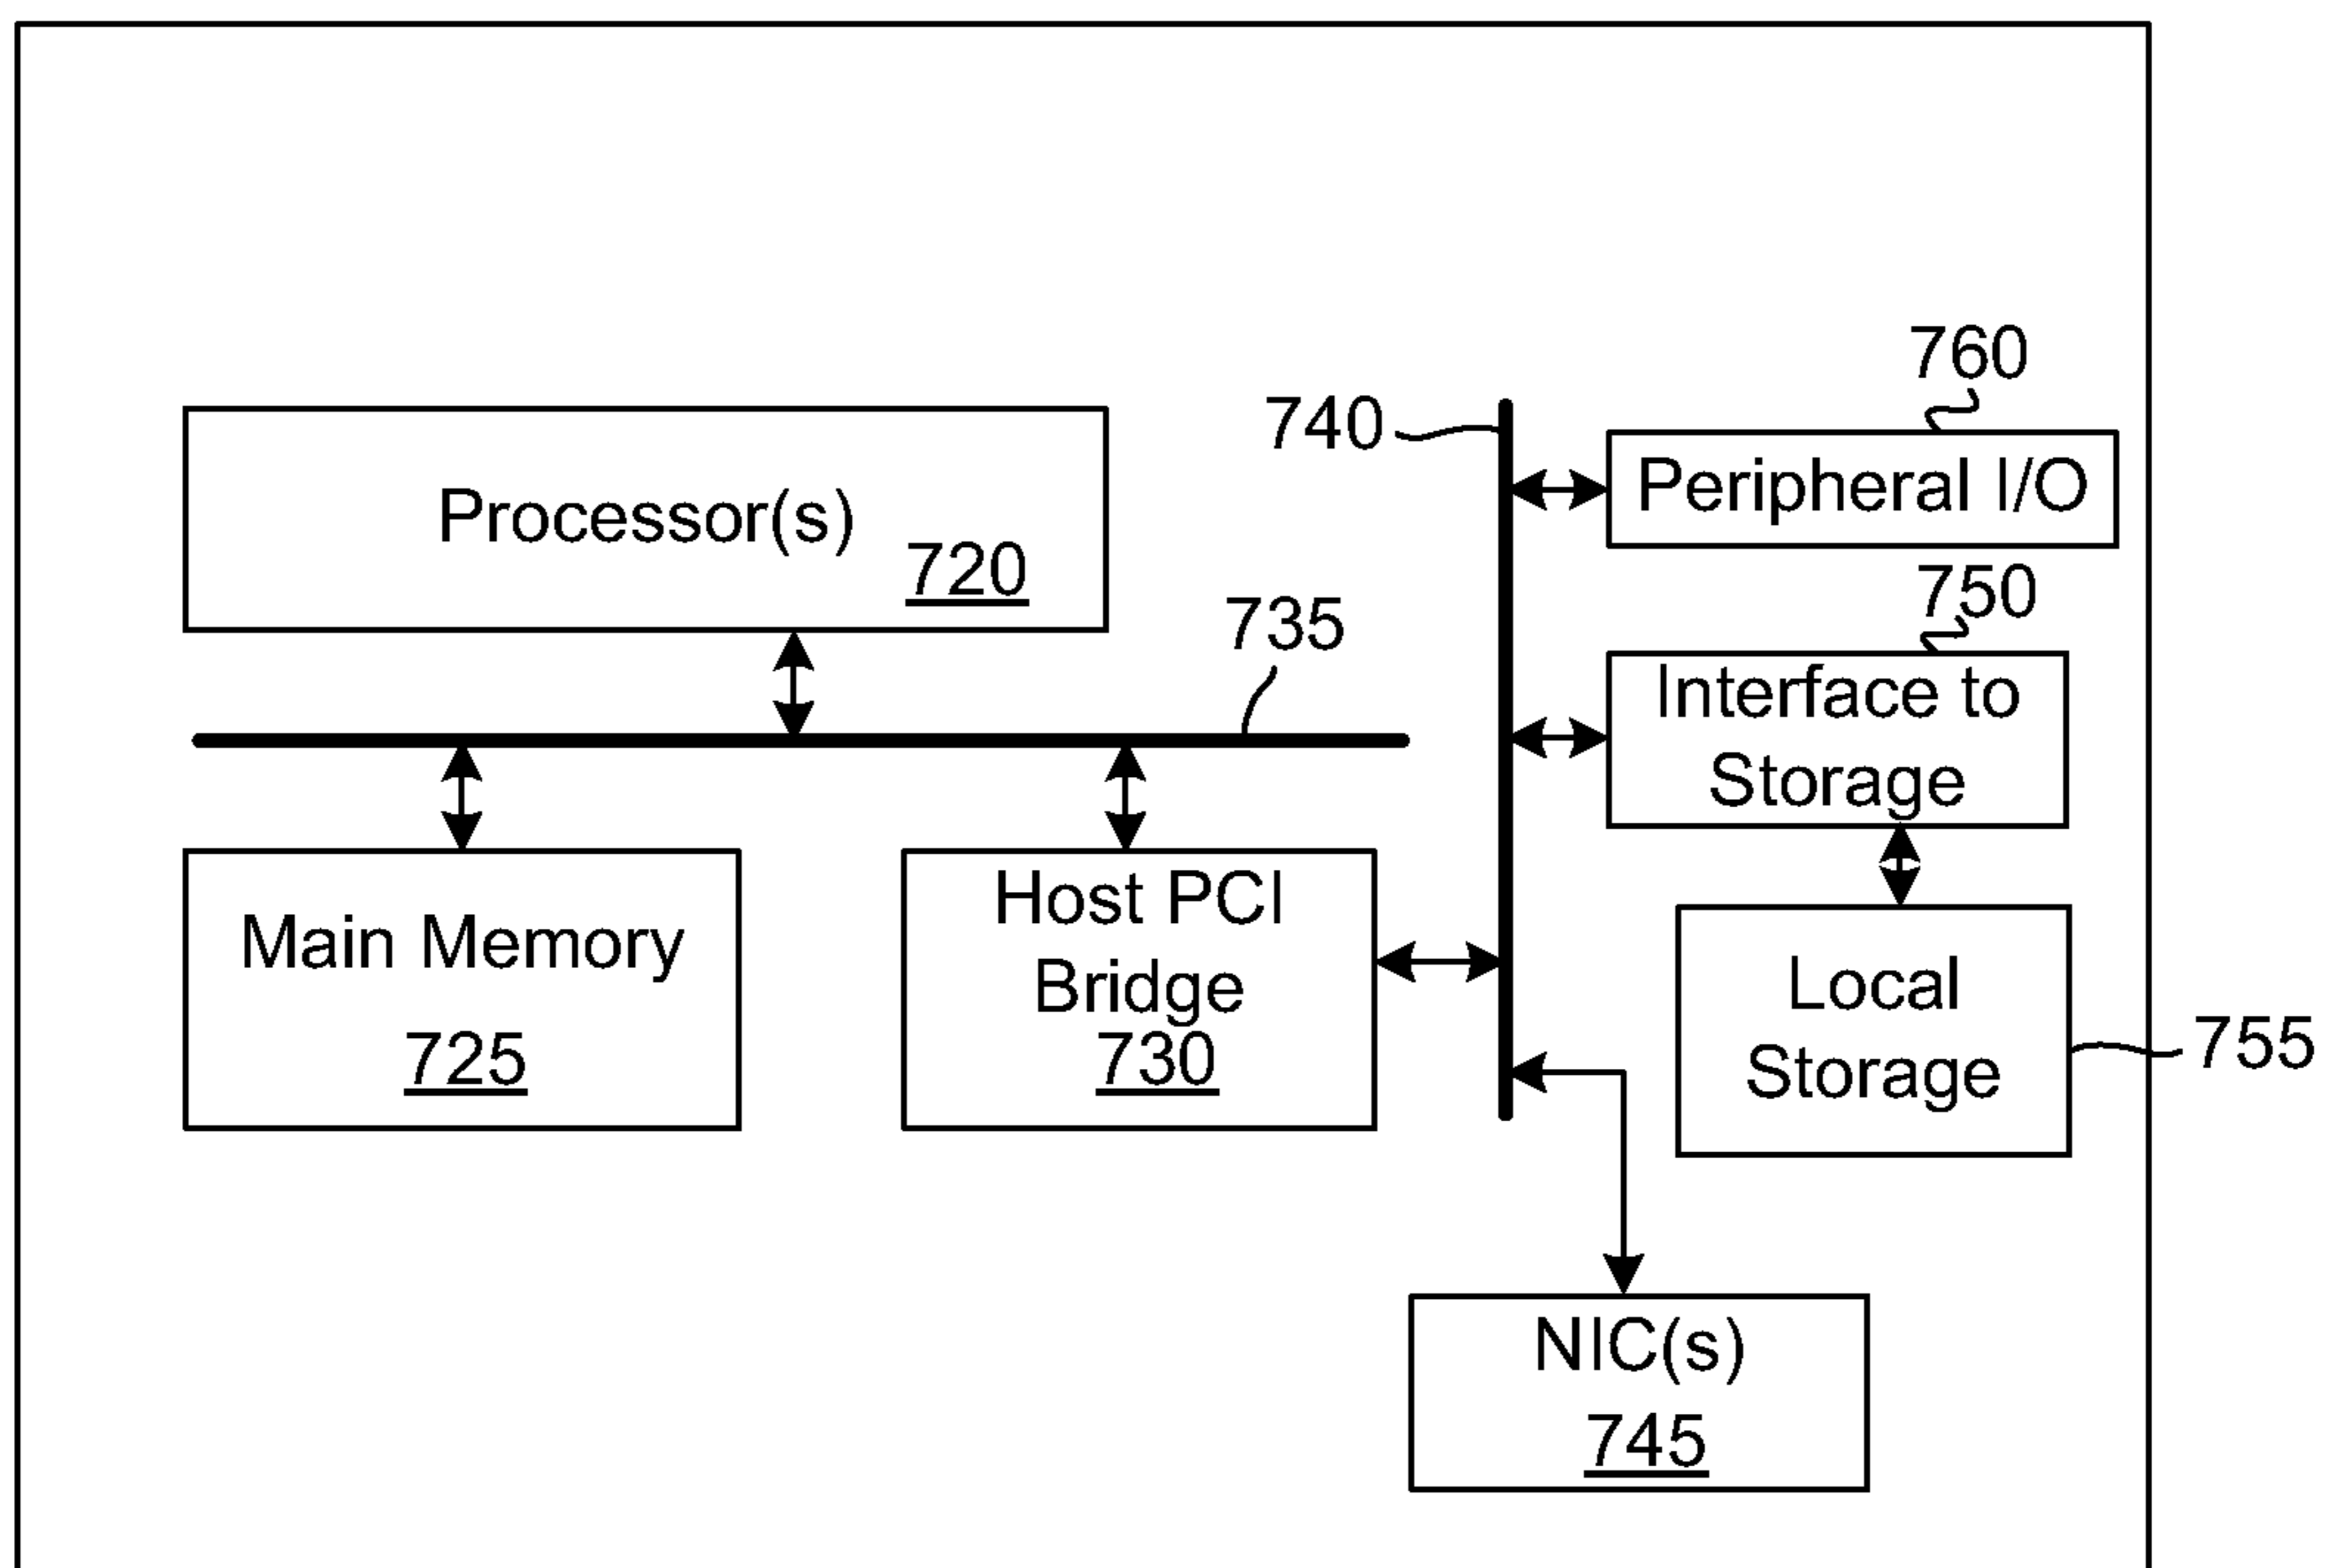 760
740
Peripheral I/O
Processor(s)
720
750
735
Interface to
Storage
Host PCI
Bridge
730
Main Memory
725
Local
Storage
755
NIC(s)
745